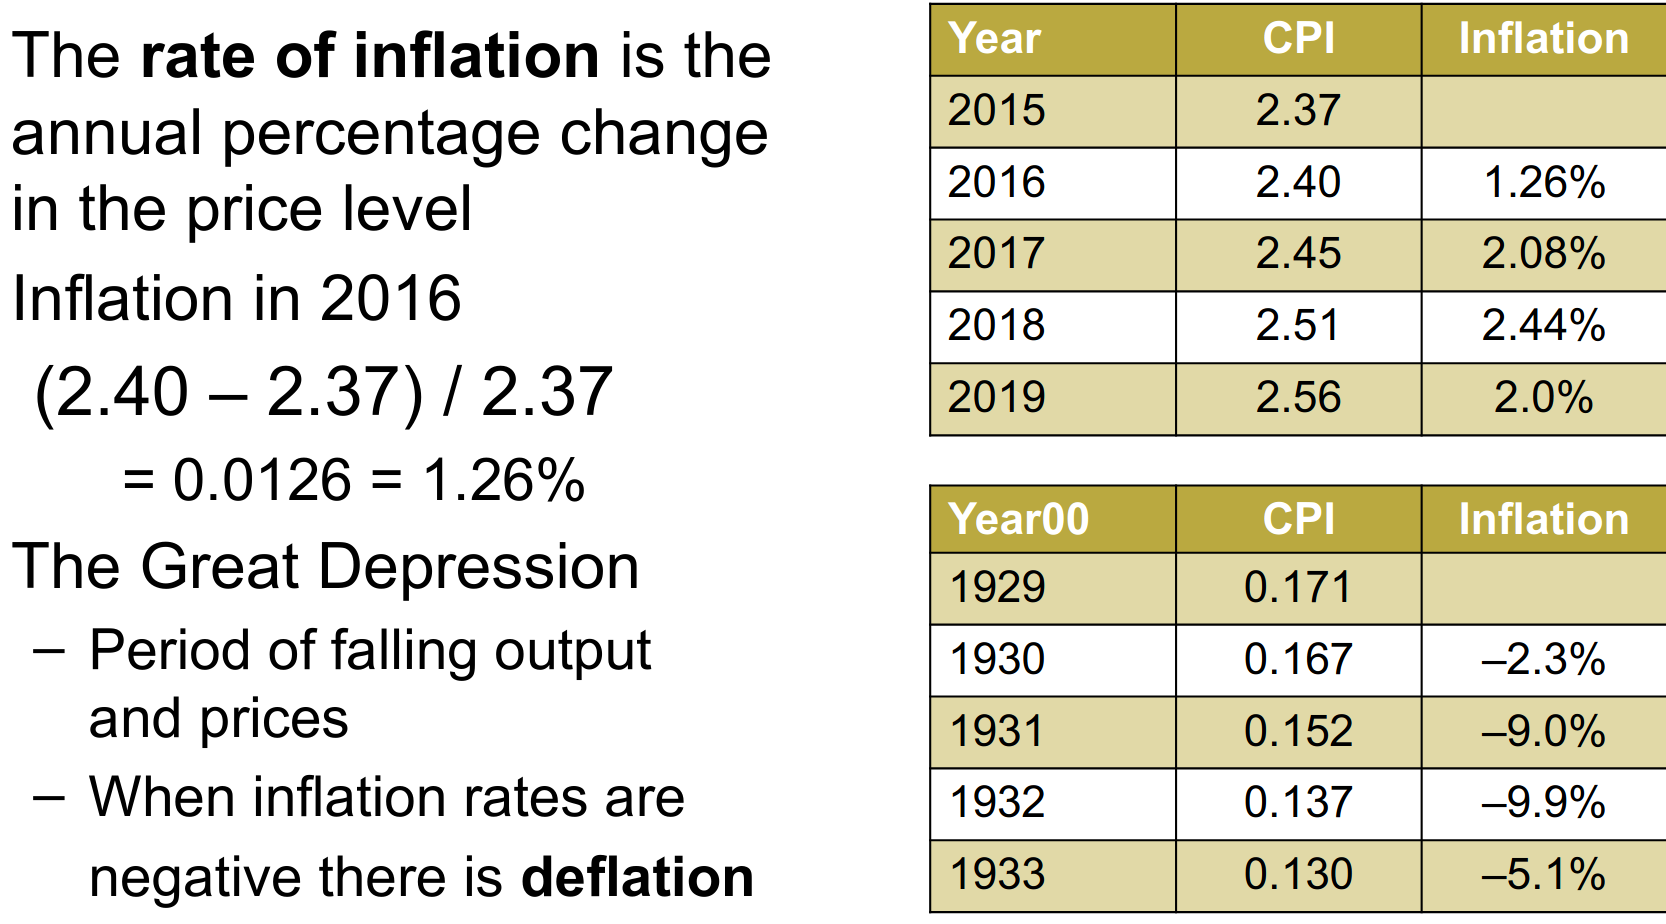 The rate of inflation is the
annual percentage change
in the price level
Inflation in 2016
(2.40 – 2.37) / 2.37
= 0.0126 = 1.26%
The Great Depression
– Period of falling output
and prices
– When inflation rates are
negative there is deflation
Year CPI Inflation
2015 2.37
2016 2.40 1.26%
2017 2.45 2.08%
2018 2.51 2.44%
2019 2.56 2.0%
Year00 CPI Inflation
1929 0.171
1930 0.167 –2.3%
1931 0.152 –9.0%
1932 0.137 –9.9%
1933 0.130 –5.1%